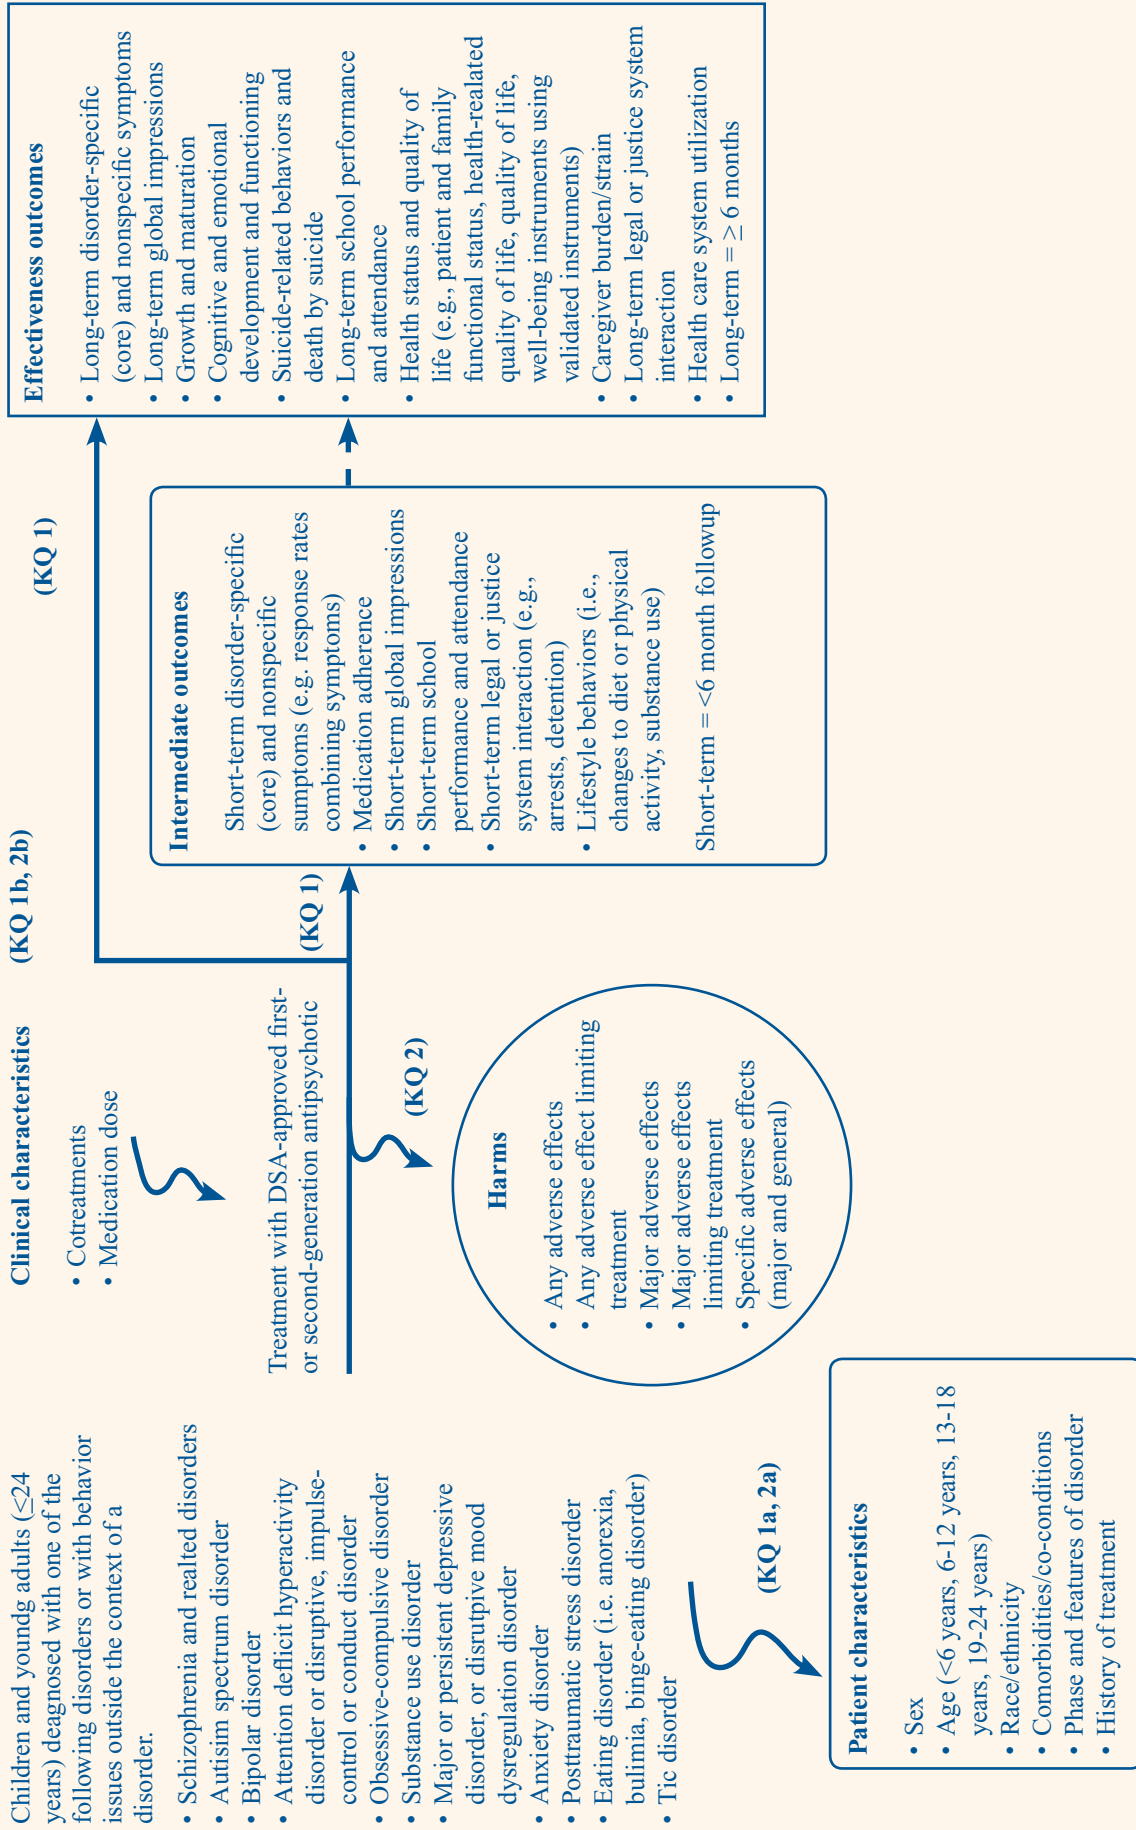 Children and youndg adults (≤24
years) deagnosed with one of the
following disorders or with behavior
issues outside the context of a
disorder.
• Schizophrenia and realted disorders
• Autisim spectrum disorder
• Bipolar disorder
• Attention deficit hyperactivity
disorder or disruptive, impulse-
control or conduct disorder
• Obsessive-compulsive disorder
• Substance use disorder
• Major or persistent depressive
disorder, or disrutpive mood
dysregulation disorder
• Anxiety disorder
• Posttraumatic stress disorder
• Eating disorder (i.e. anorexia,
bulimia, binge-eating disorder)
• Tic disorder
(KQ 1a, 2a)
Patient characteristics
• Sex
• Age (<6 years, 6-12 years, 13-18
years, 19-24 years)
• Race/ethnicity
• Comorbidities/co-conditions
• Phase and features of disorder
• History of treatment
Clinical characteristics
• Cotreatments
• Medication dose
(KQ 1b, 2b)
Treatment with DSA-approved first-
or second-generation antipsychotic
(KQ 2)
Harms
• Any adverse effects
• Any adverse effect limiting
treatment
• Major adverse effects
• Major adverse effects
limiting treatment
• Specific adverse effects
(major and general)
(KQ 1)
Intermediate outcomes
Short-term disorder-specific
(core) and nonspecific
sumptoms (e.g. response rates
combining symptoms)
• Medication adherence
• Short-term global impressions
• Short-term school
performance and attendance
• Short-term legal or justice
system interaction (e.g.,
arrests, detention)
• Lifestyle behaviors (i.e.,
changes to diet or physical
activity, substance use)
Short-term = <6 month followup
(KQ 1)
Effectiveness outcomes
• Long-term disorder-specific
(core) and nonspecific symptoms
• Long-term global impressions
• Growth and maturation
• Cognitive and emotional
development and functioning
• Suicide-related behaviors and
death by suicide
• Long-term school performance
and attendance
• Health status and quality of
life (e.g., patient and family
functional status, health-realated
quality of life, quality of life,
well-being instruments using
validated instruments)
• Caregiver burden/strain
• Long-term legal or justice system
interaction
• Health care system utilization
• Long-term = ≥ 6 months